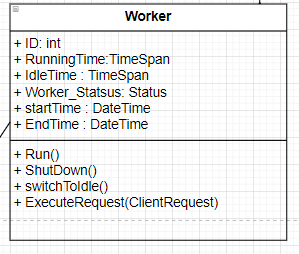 Worker
+ ID: int
+ RunningTime:TimeSpan
+ IdleTime : TimeSpan
+ Worker_Statsus: Status
+ startTime : DateTime
+ EndTime : DateTime
+ Run()
+ ShutDown()
+ switchToIdle()
+ ExecuteRequest(ClientRequest)